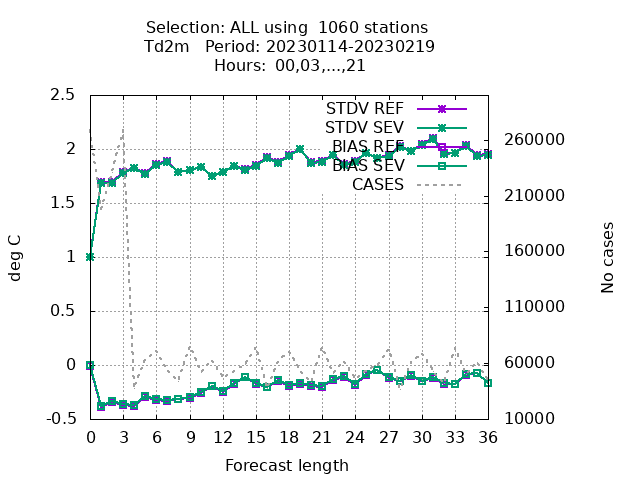 Selection: ALL using  1060 stations
Td2m   Period: 20230114-20230219
Hours:  00,03,...,21
STDV REF
STDV SEV
BIAS REF
BIAS SEV
CASES
deg C
2.5
2
1.5
1
0.5
0
-0.5
No cases
260000
210000
160000
110000
60000
10000
0 3 6 9 12 15 18 21 24 27 30 33 36
Forecast length